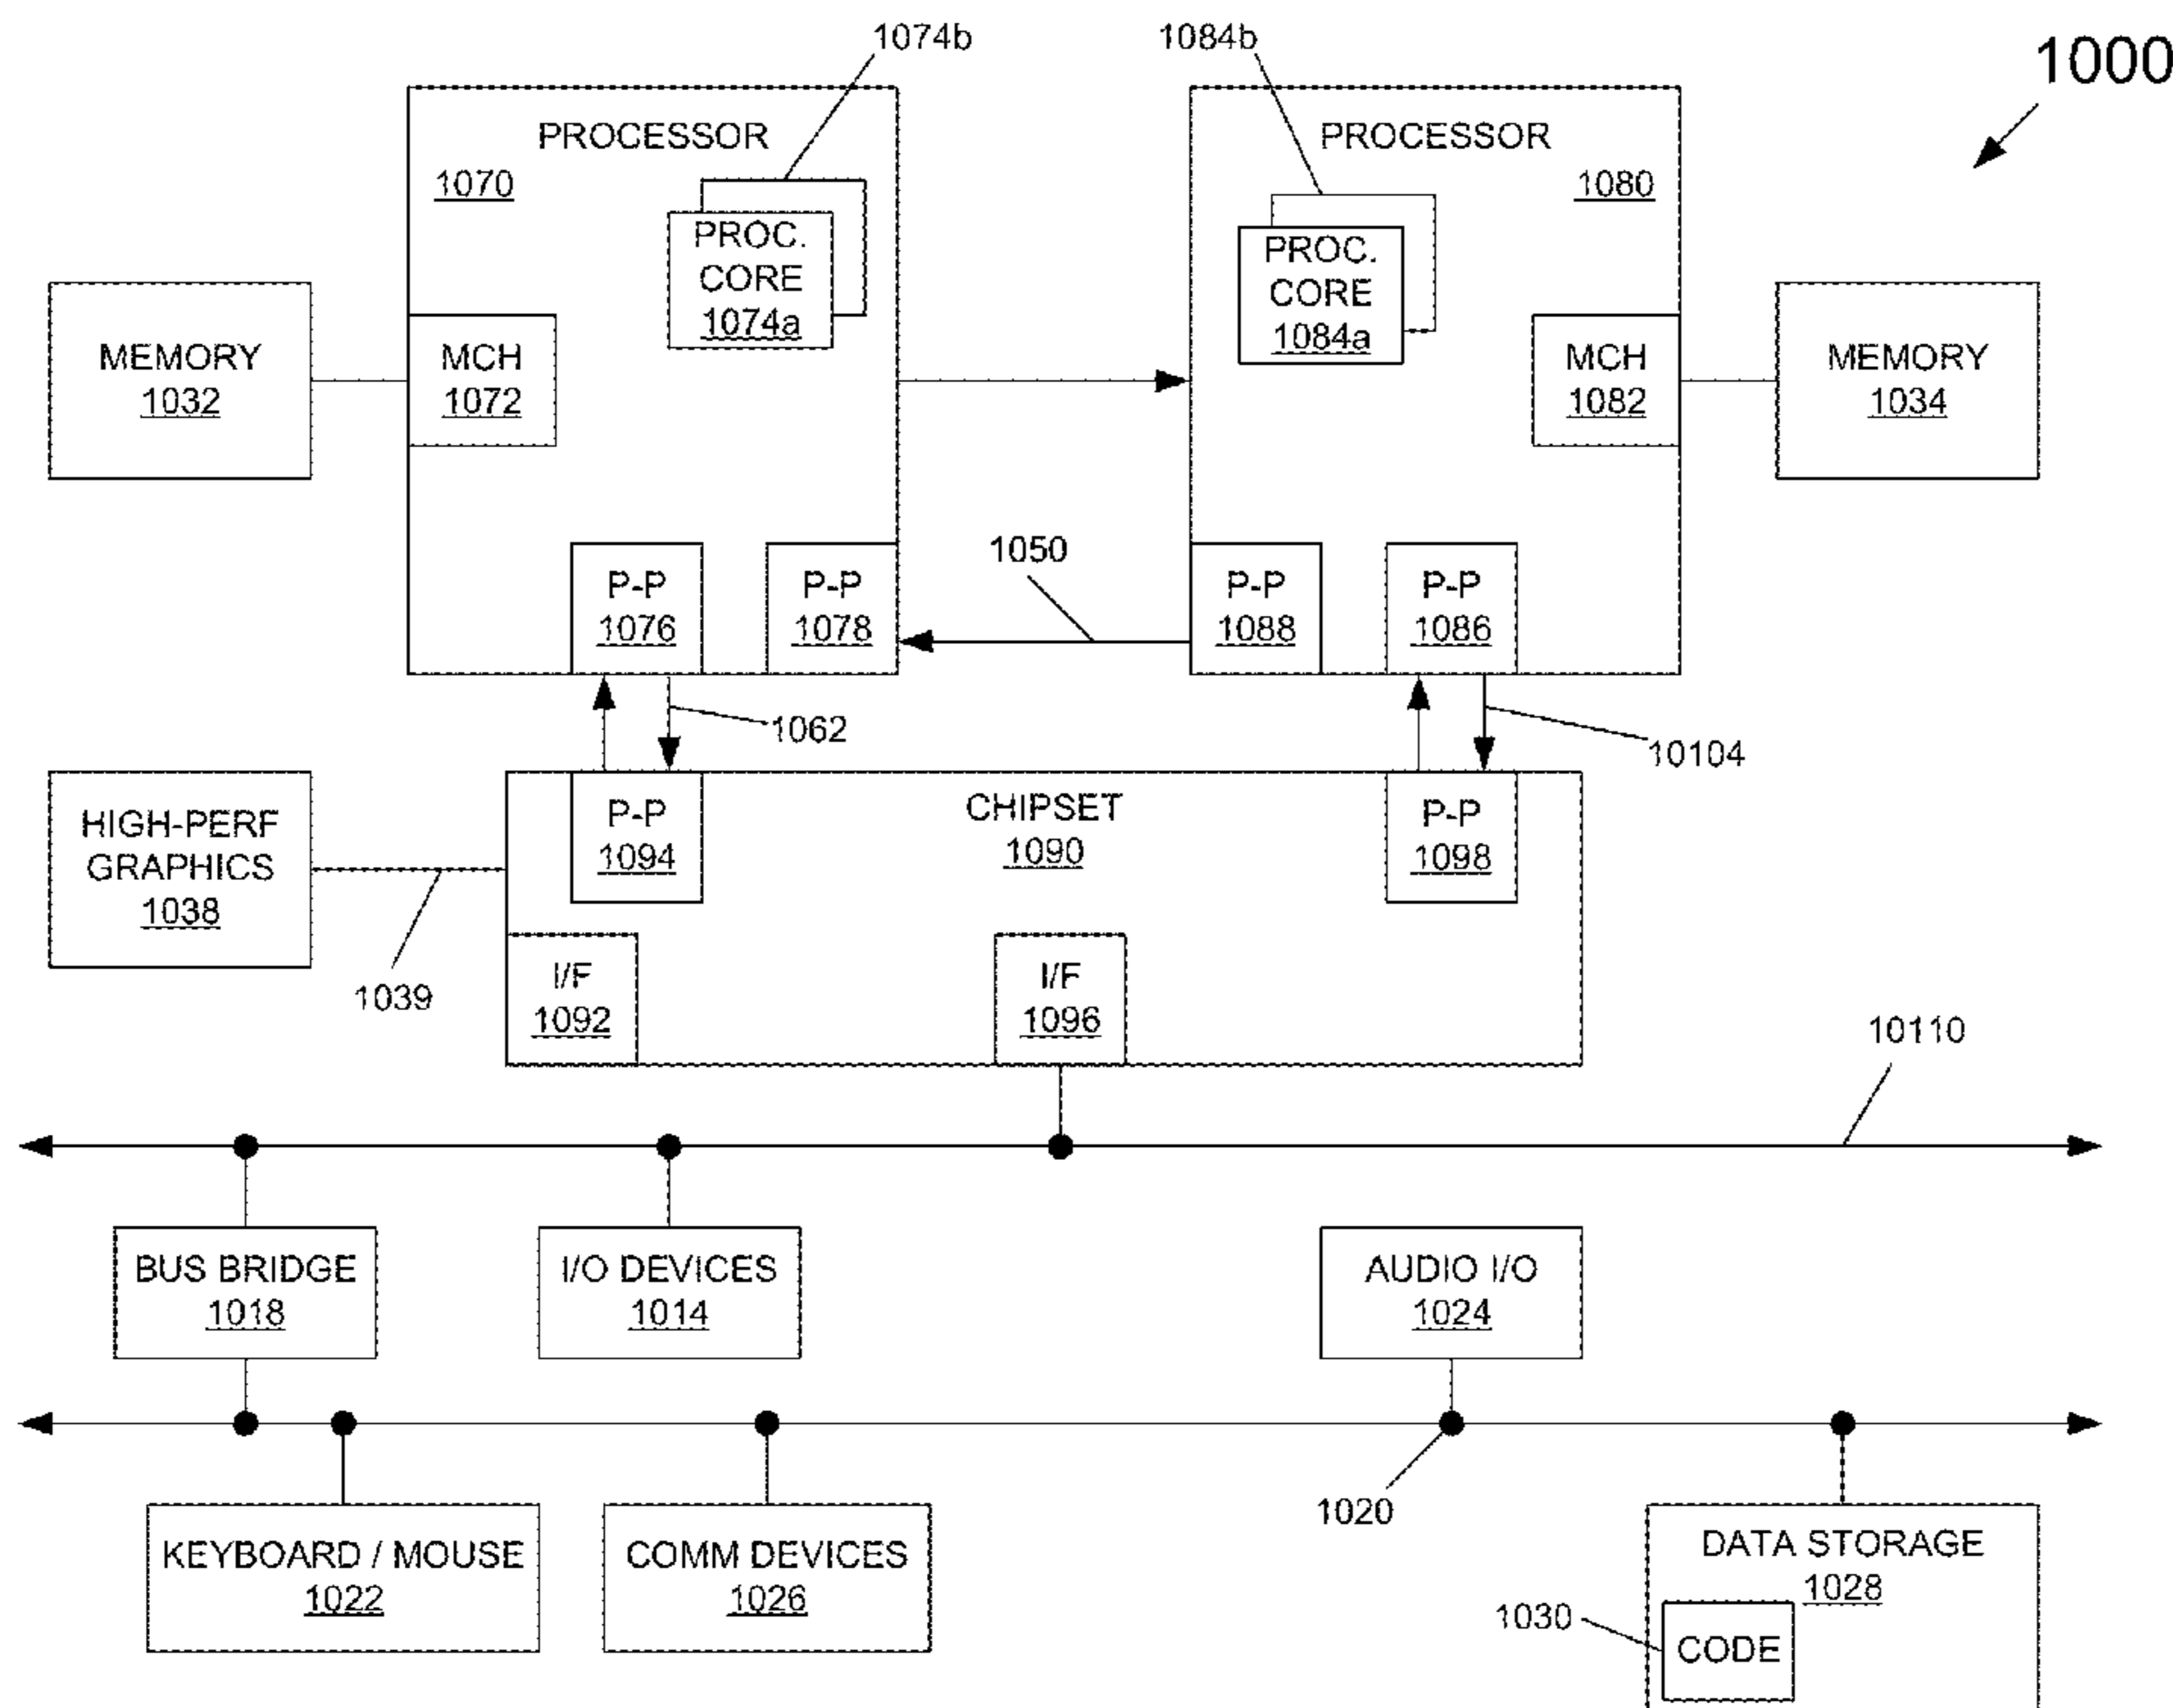 1074b
1084b
1000
PROCESSOR
1070
PROC.
CORE
1074a
PROCESSOR
1080
PROC.
CORE
1084a
MEMORY
1032
MCH
1072
MCH
1082
MEMORY
1034
P-P
1076
P-P
1078
1050
P-P
1088
P-P
1086
1062
10104
HIGH-PERF
GRAPHICS
1038
1039
P-P
1094
CHIPSET
1090
P-P
1098
I/F
1092
I/F
1096
10110
BUS BRIDGE
1018
I/O DEVICES
1014
AUDIO I/O
1024
1020
KEYBOARD / MOUSE
1022
COMM DEVICES
1026
DATA STORAGE
1028
1030
CODE